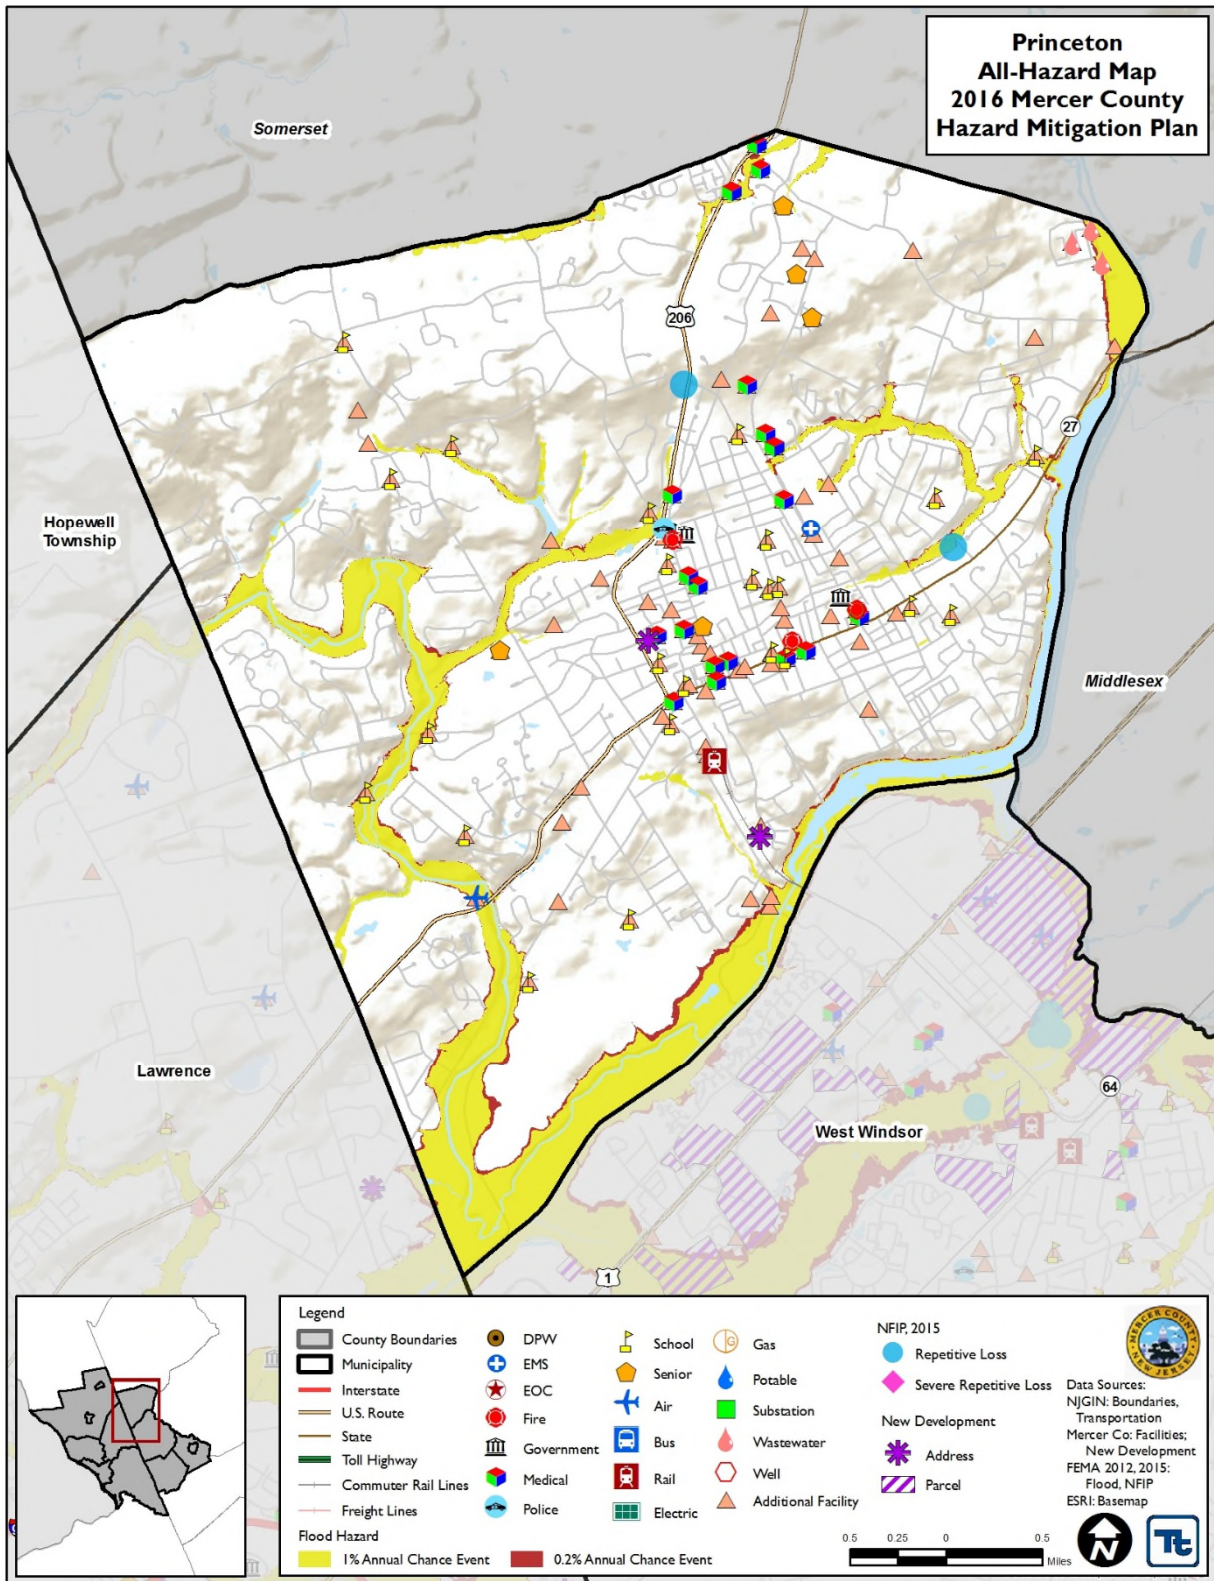 Princeton
All-Hazard Map
2016 Mercer County
Hazard Mitigation Plan
Somerset
206
27
Hopewell
Township
Middlesex
Lawrence
64
West Windsor
1
Legend
County Boundaries
Municipality
Interstate
U.S. Route
State
Toll Highway
Commuter Rail Lines
Freight Lines
Flood Hazard
1% Annual Chance Event
0.2% Annual Chance Event
DPW
EMS
EOC
Fire
Government
Medical
Police
School
Senior
Air
Bus
Rail
Electric
G
Gas
Potable
Substation
Wastewater
Well
Additional Facility
NFIP, 2015
Repetitive Loss
Severe Repetitive Loss
New Development
Address
Parcel
MERCER COUNTY
NEW JERSEY
Data Sources:
NJGIN: Boundaries,
Transportation
Mercer Co: Facilities;
New Development
FEMA 2012, 2015:
Flood, NFIP
ESRI: Basemap
0.5 0.25 0 0.5
Miles
N
Tt